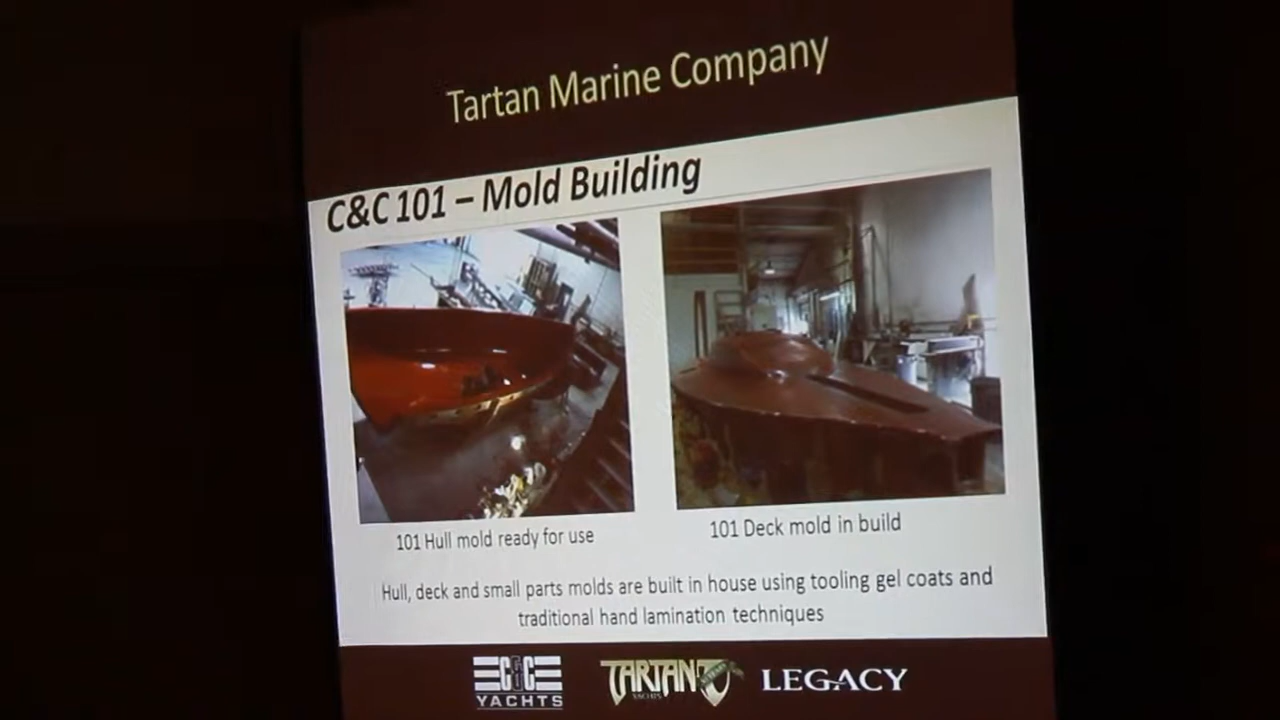 Tartan Marine Company
C&C 101 – Mold Building
101 Hull mold ready for use
101 Deck mold in build
Hull, deck and small parts molds are built in house using tooling gel coats and
traditional hand lamination techniques
C&C
YACHTS
TARTAN
YACHTS
LEGACY